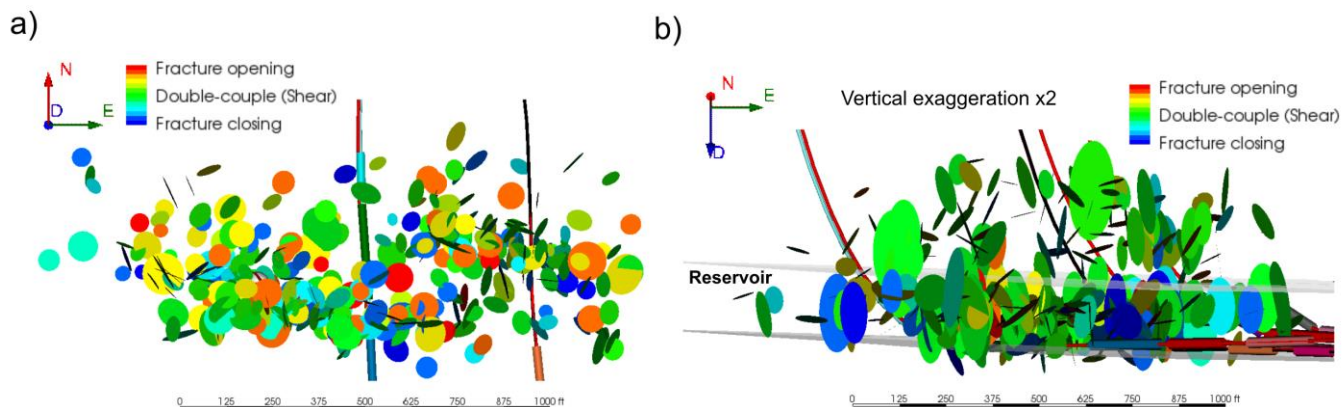 a)
N
D
E
Fracture opening
Double-couple (Shear)
Fracture closing
0 125 250 375 500 625 750 875 1000 ft
b)
N
E
D
Vertical exaggeration x2
Fracture opening
Double-couple (Shear)
Fracture closing
Reservoir
0 125 250 375 500 625 750 875 1000 ft